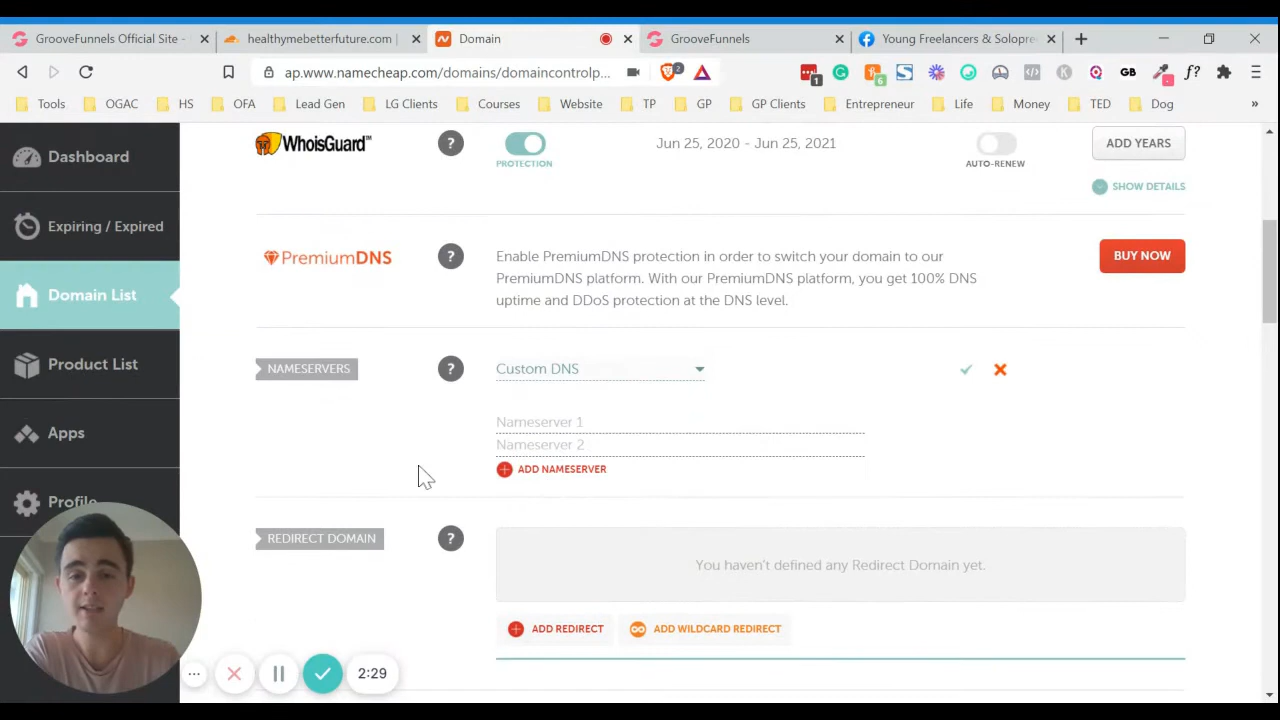 GrooveFunnels Official Site -
healthymebetterfuture.com |
Domain
GrooveFunnels
Young Freelancers & Solopre
ap.www.namecheap.com/domains/domaincontrolp...
2
1
6
GB
f?
Tools
OGAC
HS
OFA
Lead Gen
LG Clients
Courses
Website
TP
GP
GP Clients
Entrepreneur
Life
Money
TED
Dog
»
Dashboard
Expiring / Expired
Domain List
Product List
Apps
Profile
WhoisGuard™
?
PROTECTION
Jun 25, 2020 - Jun 25, 2021
AUTO-RENEW
ADD YEARS
SHOW DETAILS
PremiumDNS
?
Enable PremiumDNS protection in order to switch your domain to our
PremiumDNS platform. With our PremiumDNS platform, you get 100% DNS
uptime and DDoS protection at the DNS level.
BUY NOW
NAMESERVERS
?
Custom DNS
Nameserver 1
Nameserver 2
ADD NAMESERVER
REDIRECT DOMAIN
?
You haven't defined any Redirect Domain yet.
ADD REDIRECT
ADD WILDCARD REDIRECT
2:29